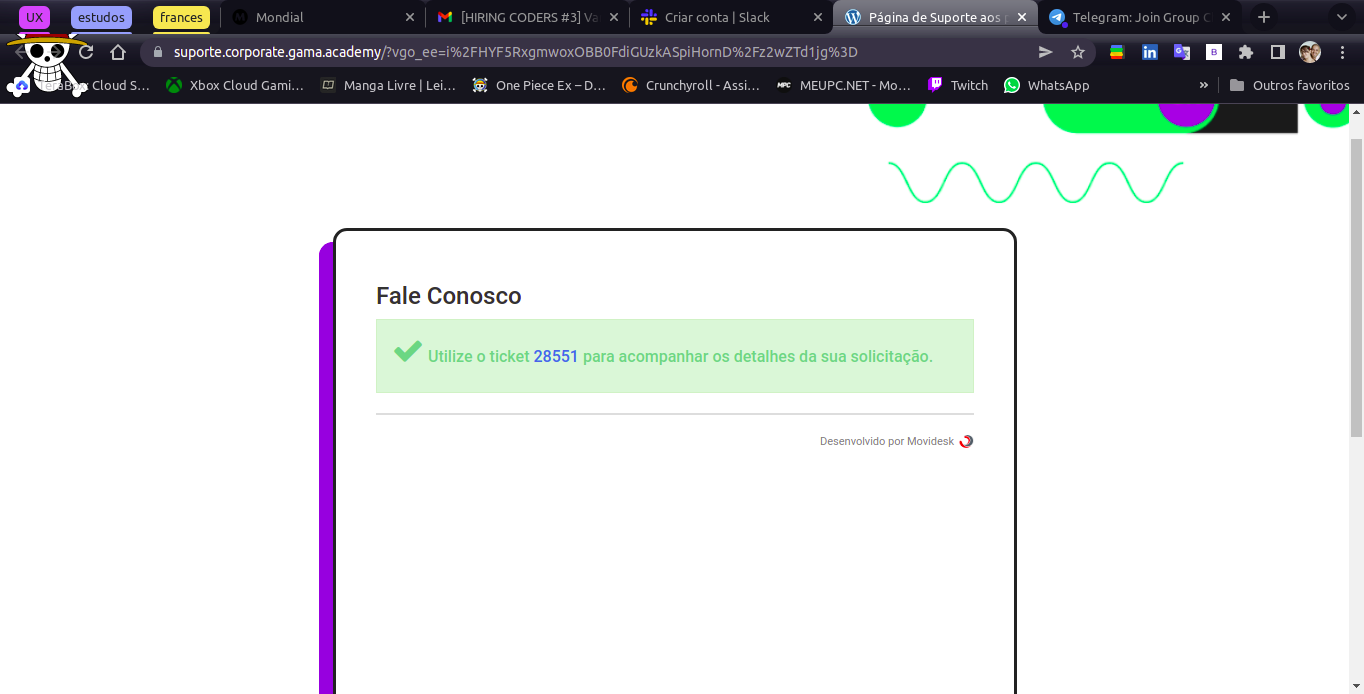 UX
estudos
frances
Mondial
[HIRING CODERS #3] Va
Criar conta | Slack
Página de Suporte aos p
Telegram: Join Group C
suporte.corporate.gama.academy/?vgo_ee=i%2FHYF5RxgmwoxOBB0FdiGUzkASpiHornD%2Fz2wZTd1jg%3D
TeraBox Cloud S...
Xbox Cloud Gami...
Manga Livre | Lei...
One Piece Ex – D...
Crunchyroll - Assi...
MPC
MEUPC.NET - Mo...
Twitch
WhatsApp
»
Outros favoritos
Fale Conosco
Utilize o ticket 28551 para acompanhar os detalhes da sua solicitação.
Desenvolvido por Movidesk